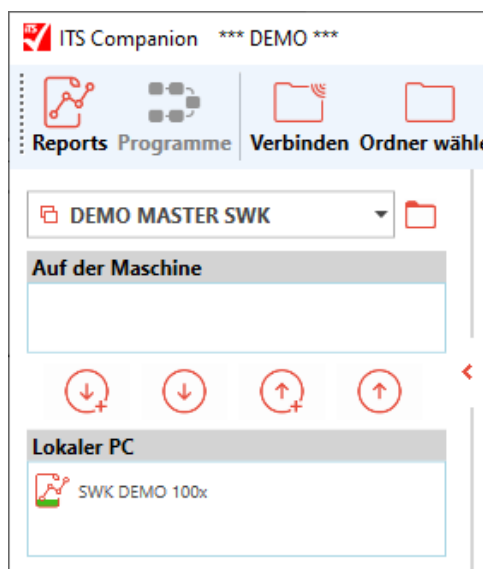 ITS
ITS Companion *** DEMO ***
Reports Programme Verbinden Ordner wähle
DEMO MASTER SWK
Auf der Maschine
Lokaler PC
SWK DEMO 100x